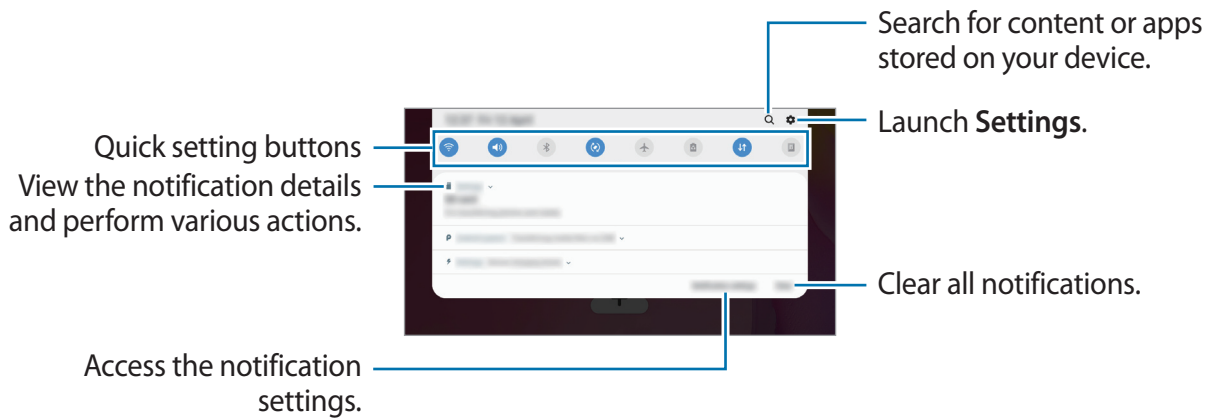 Search for content or apps
stored on your device.
Launch Settings.
Quick setting buttons
View the notification details
and perform various actions.
Clear all notifications.
Access the notification
settings.